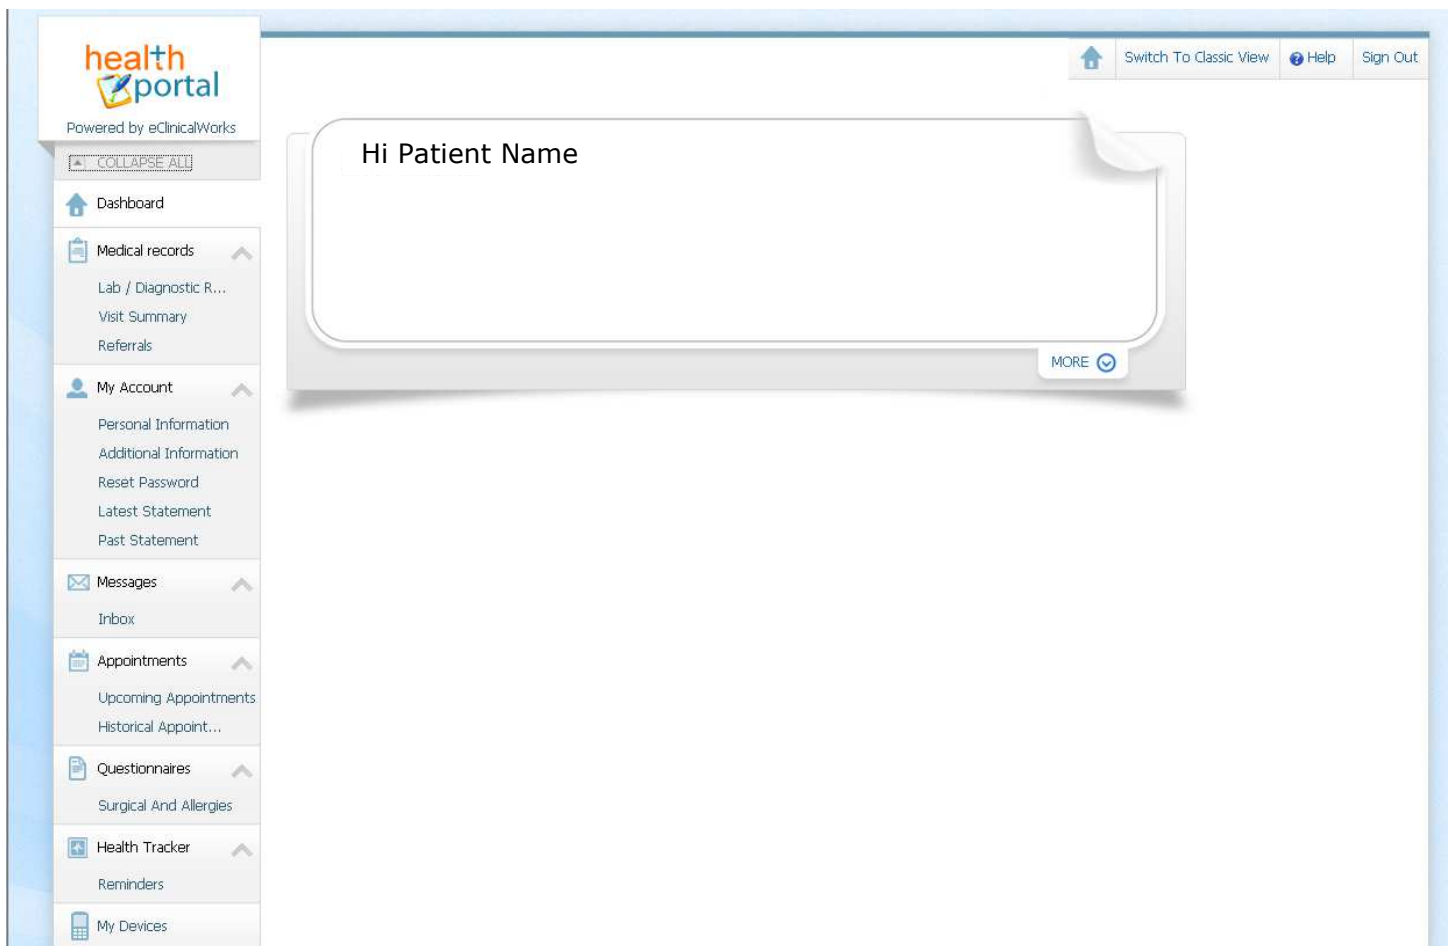 health
portal
Powered by eClinicalWorks
COLLAPSE ALL
Dashboard
Medical records
Lab / Diagnostic R...
Visit Summary
Referrals
My Account
Personal Information
Additional Information
Reset Password
Latest Statement
Past Statement
Messages
Inbox
Appointments
Upcoming Appointments
Historical Appoint...
Questionnaires
Surgical And Allergies
Health Tracker
Reminders
My Devices
Switch To Classic View
Help
Sign Out
Hi Patient Name
MORE